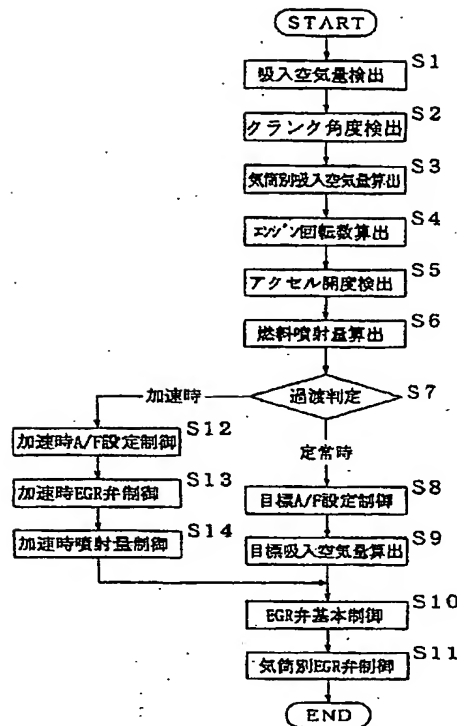 START
S1
吸入空気量検出
S2
クランク角度検出
S3
気筒別吸入空気量算出
S4
エンジン回転数算出
S5
アクセル開度検出
S6
燃料噴射量算出
S7
過渡判定
加速時
定常時
S12
加速時A/F設定制御
S13
加速時EGR弁制御
S14
加速時噴射量制御
S8
目標A/F設定制御
S9
目標吸入空気量算出
S10
EGR弁基本制御
S11
気筒別EGR弁制御
END